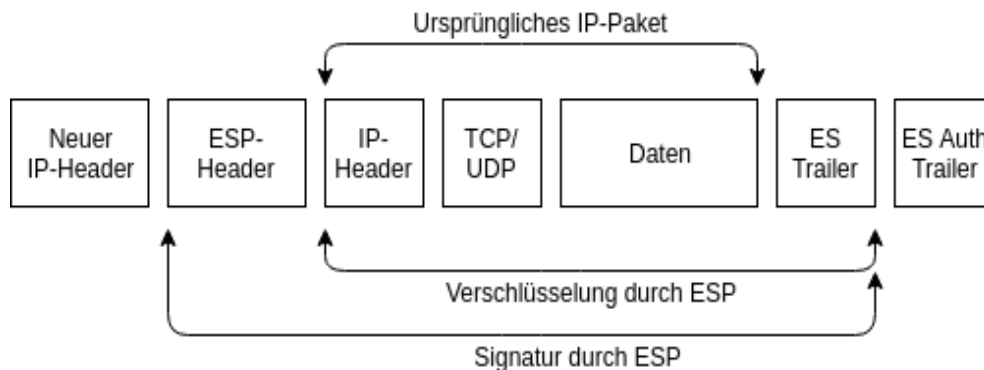 Ursprüngliches IP-Paket
Neuer
IP-Header
ESP-
Header
IP-
Header
TCP/
UDP
Daten
ES
Trailer
ES Auth
Trailer
Verschlüsselung durch ESP
Signatur durch ESP